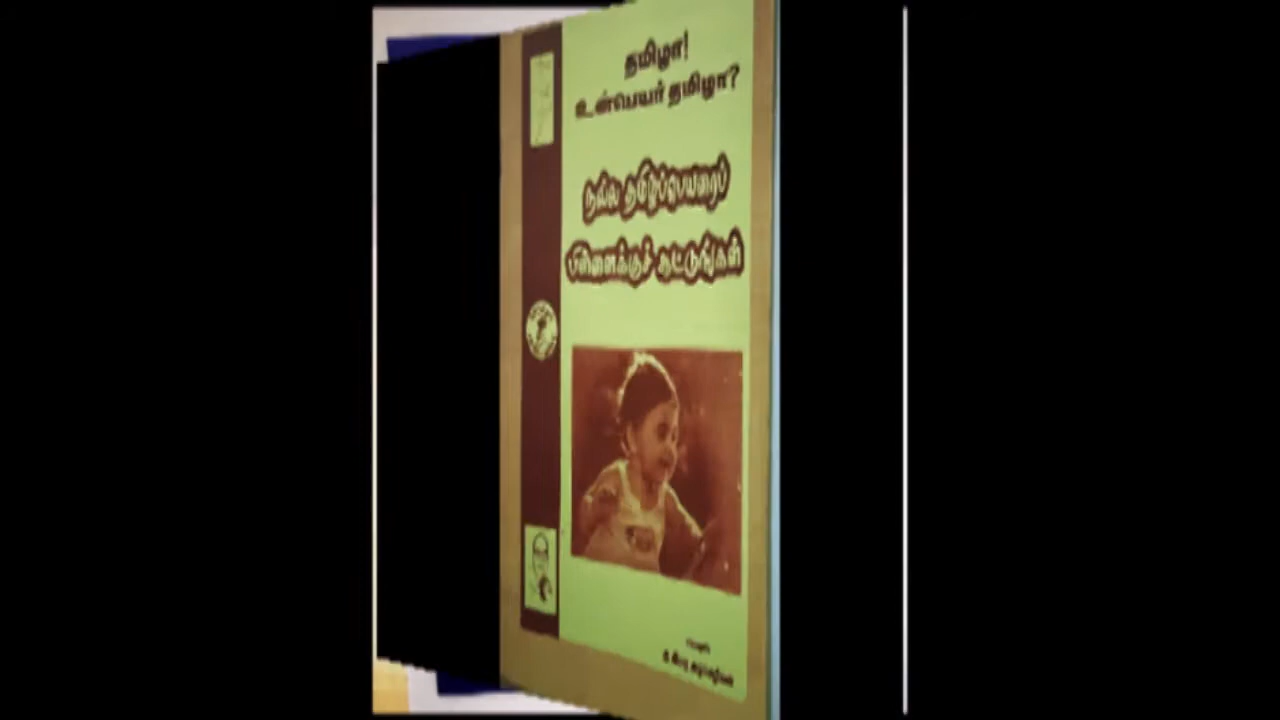 தமிழா!
உன்பெயர் தமிழா?
நல்ல தமிழ்ப்பெயரைப்
பிள்ளைக்குச் சூட்டுங்கள்